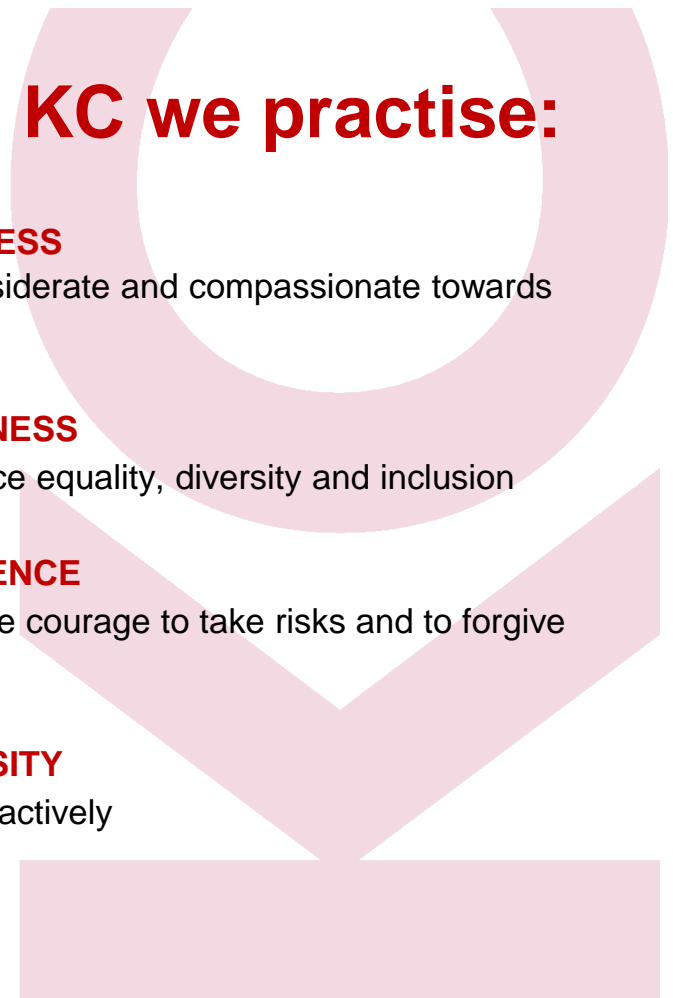 KC we practise:
ESS
siderate and compassionate towards
NESS
ce equality, diversity and inclusion
ENCE
e courage to take risks and to forgive
SITY
actively